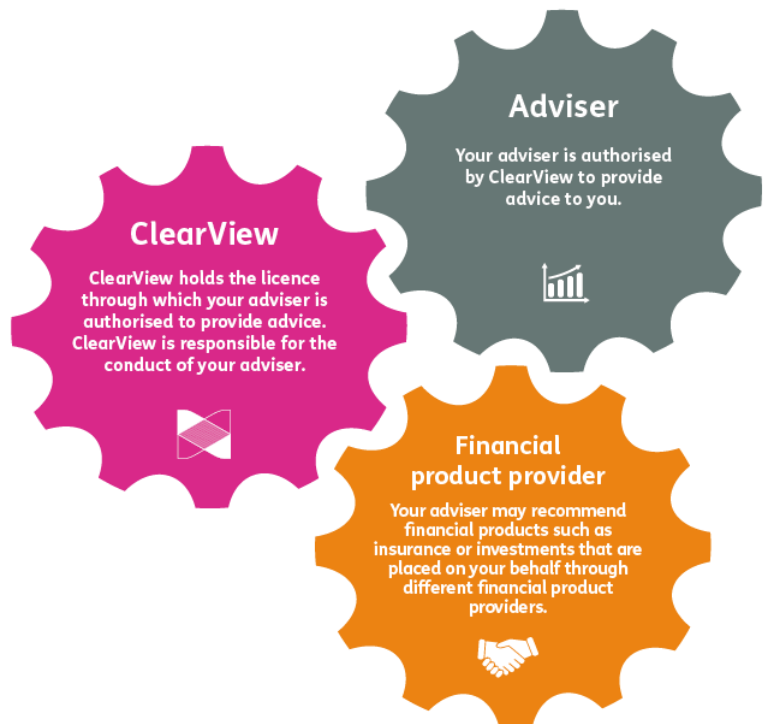 Adviser
Your adviser is authorised
by ClearView to provide
advice to you.
ClearView
ClearView holds the licence
through which your adviser is
authorised to provide advice.
ClearView is responsible for the
conduct of your adviser.
Financial
product provider
Your adviser may recommend
financial products such as
insurance or investments that are
placed on your behalf through
different financial product
providers.